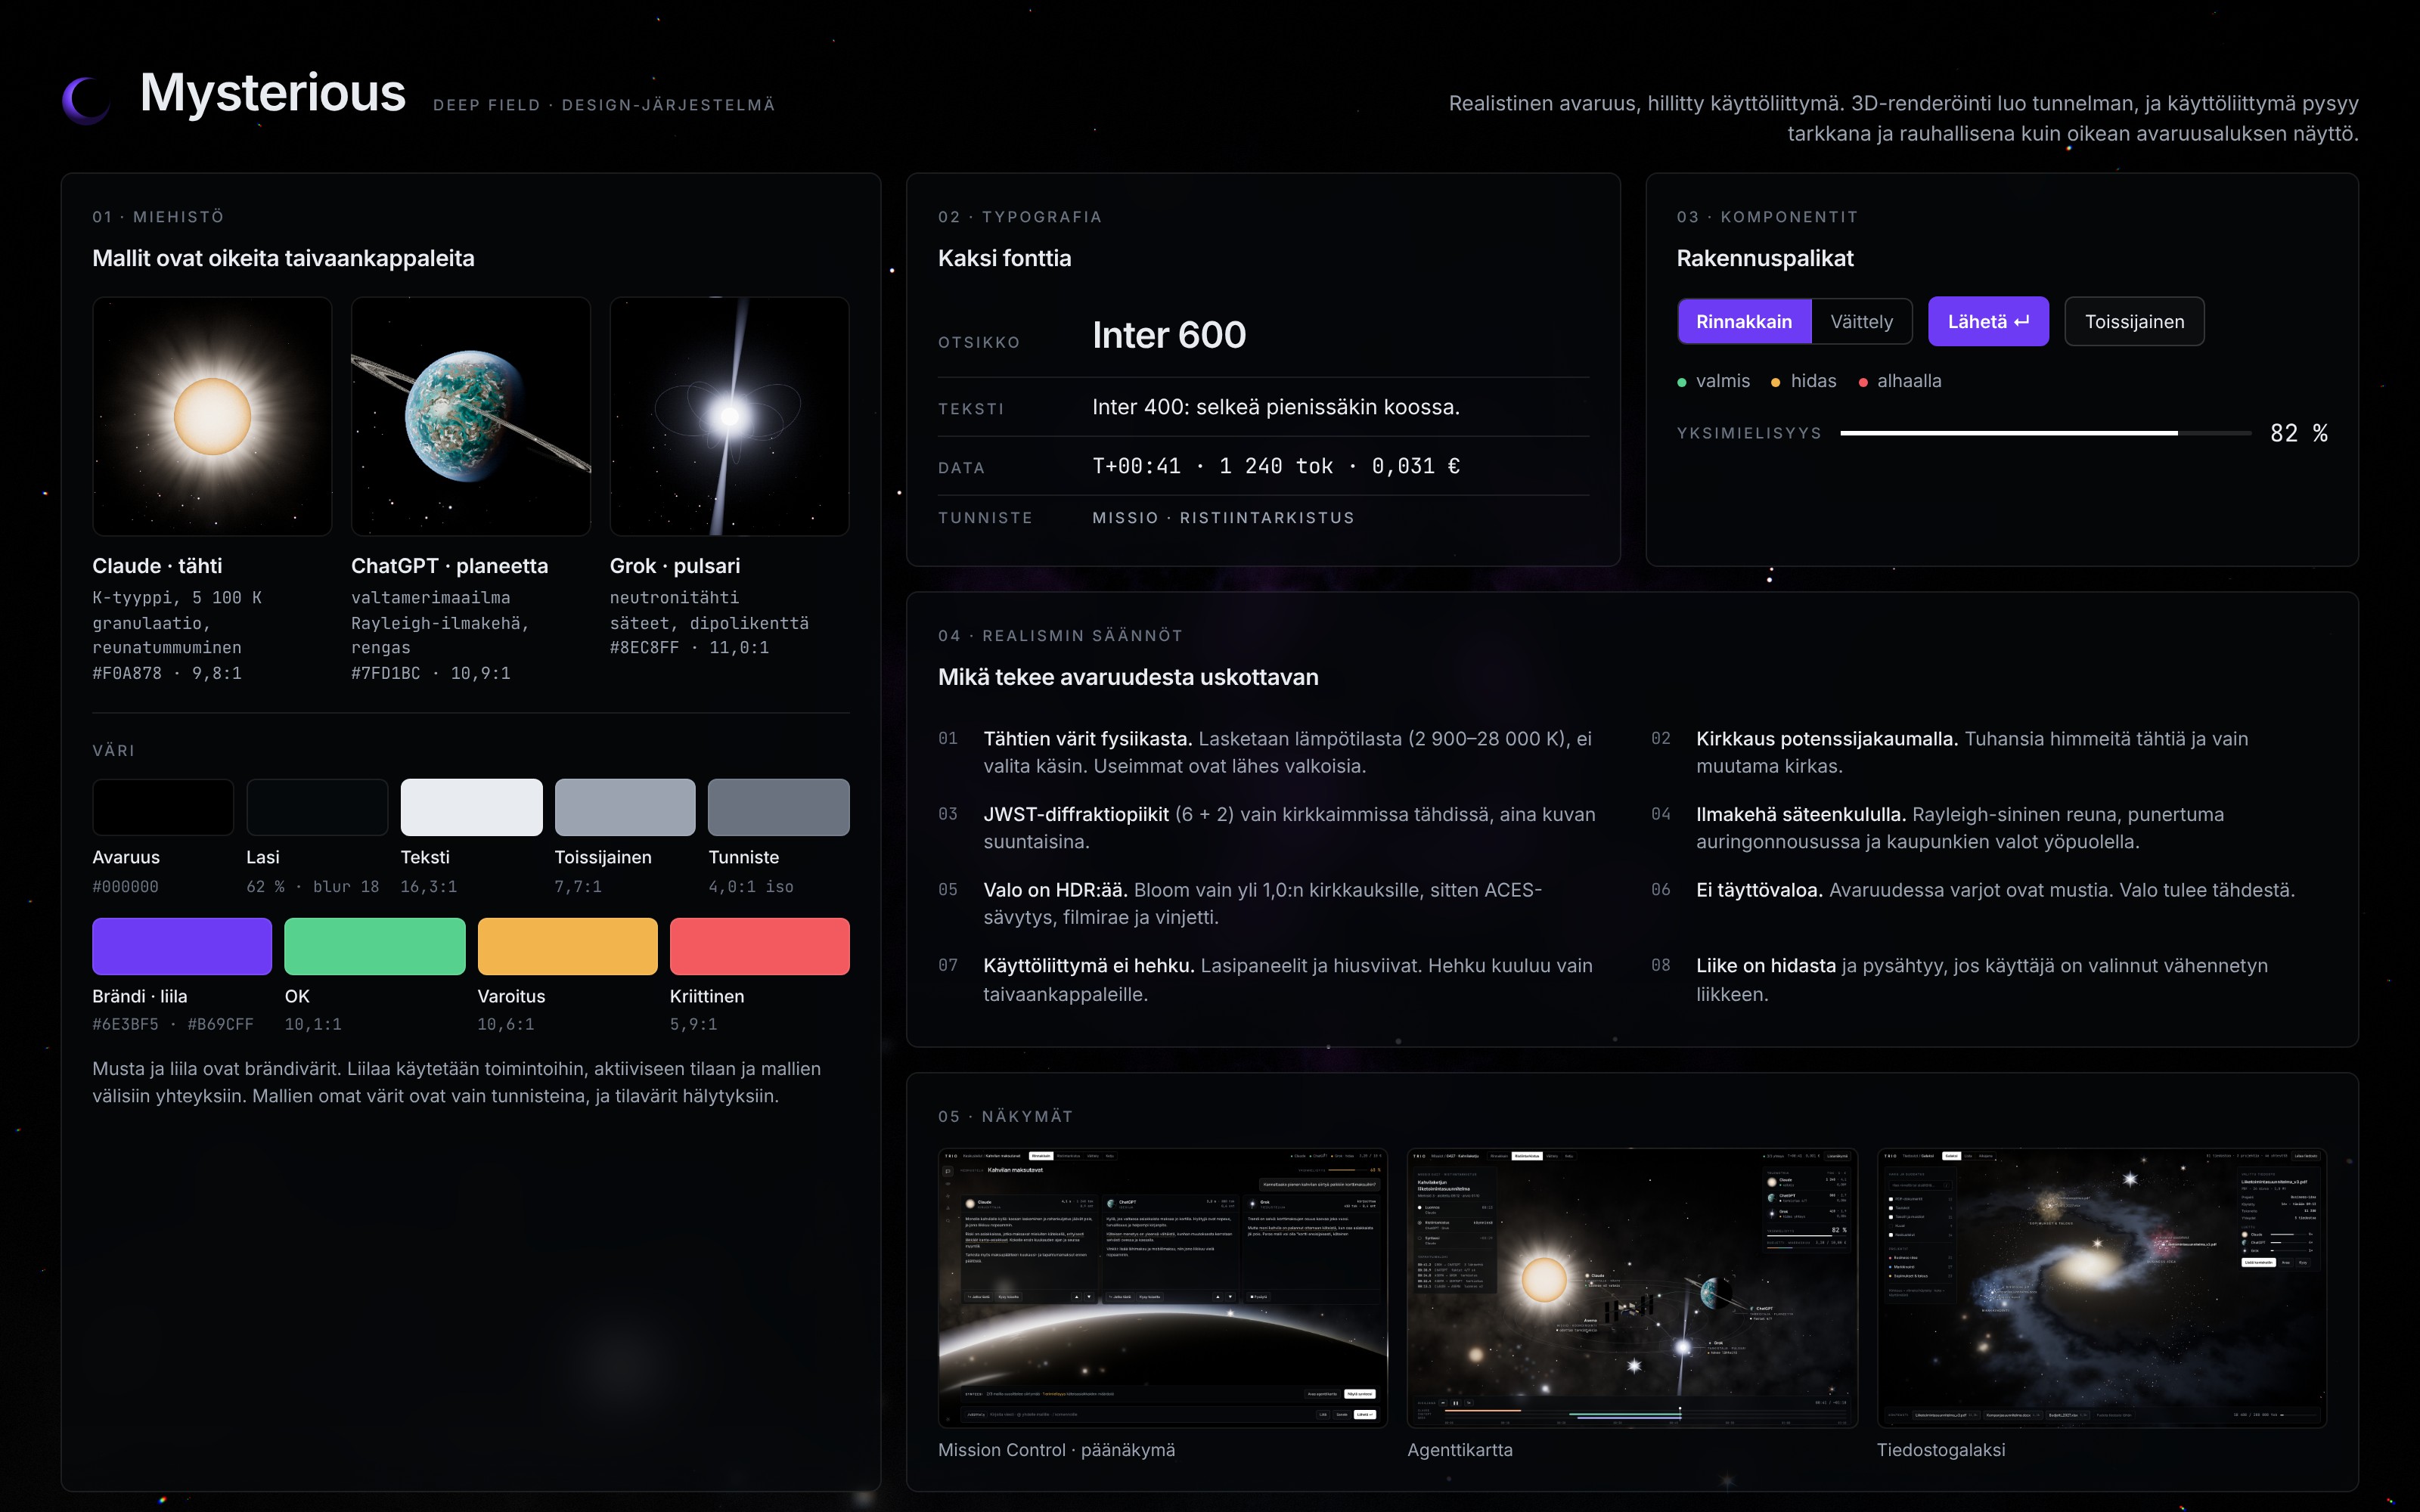 Mysterious
DEEP FIELD · DESIGN-JÄRJESTELMÄ
Realistinen avaruus, hillitty käyttöliittymä. 3D-renderöinti luo tunnelman, ja käyttöliittymä pysyy
tarkkana ja rauhallisena kuin oikean avaruusaluksen näyttö.
01 · MIEHISTÖ
Mallit ovat oikeita taivaankappaleita
Claude · tähti
K-tyyppi, 5 100 K
granulaatio,
reunatummuminen
#F0A878 · 9,8:1
ChatGPT · planeetta
valtamerimaailma
Rayleigh-ilmakehä,
rengas
#7FD1BC · 10,9:1
Grok · pulsari
neutronitähti
säteet, dipolikenttä
#8EC8FF · 11,0:1
VÄRI
Avaruus
#000000
Lasi
62 % · blur 18
Teksti
16,3:1
Toissijainen
7,7:1
Tunniste
4,0:1 iso
Brändi · liila
#6E3BF5 · #B69CFF
OK
10,1:1
Varoitus
10,6:1
Kriittinen
5,9:1
Musta ja liila ovat brändivärit. Liilaa käytetään toimintoihin, aktiiviseen tilaan ja mallien
välisiin yhteyksiin. Mallien omat värit ovat vain tunnisteina, ja tilavärit hälytyksiin.
02 · TYPOGRAFIA
Kaksi fonttia
OTSIKKO Inter 600
TEKSTI Inter 400: selkeä pienissäkin koossa.
DATA T+00:41 · 1 240 tok · 0,031 €
TUNNISTE MISSIO · RISTIINTARKISTUS
03 · KOMPONENTIT
Rakennuspalikat
Rinnakkain Väittely Lähetä ↵ Toissijainen
valmis hidas alhaalla
YKSIMIELISYYS 82 %
04 · REALISMIN SÄÄNNÖT
Mikä tekee avaruudesta uskottavan
01 Tähtien värit fysiikasta. Lasketaan lämpötilasta (2 900–28 000 K), ei
valita käsin. Useimmat ovat lähes valkoisia.
02 Kirkkaus potenssijakaumalla. Tuhansia himmeitä tähtiä ja vain
muutama kirkas.
03 JWST-diffraktiopiikit (6 + 2) vain kirkkaimmissa tähdissä, aina kuvan
suuntaisina.
04 Ilmakehä säteenkululla. Rayleigh-sininen reuna, punertuma
auringonnousussa ja kaupunkien valot yöpuolella.
05 Valo on HDR:ää. Bloom vain yli 1,0:n kirkkauksille, sitten ACES-
sävytys, filmirae ja vinjetti.
06 Ei täyttövaloa. Avaruudessa varjot ovat mustia. Valo tulee tähdestä.
07 Käyttöliittymä ei hehku. Lasipaneelit ja hiusviivat. Hehku kuuluu vain
taivaankappaleille.
08 Liike on hidasta ja pysähtyy, jos käyttäjä on valinnut vähennetyn
liikkeen.
05 · NÄKYMÄT
Kahvilan maksutavat
Claude
ChatGPT
Grok
82 %
Mission Control · päänäkymä
Agenttikartta
Tiedostogalaksi